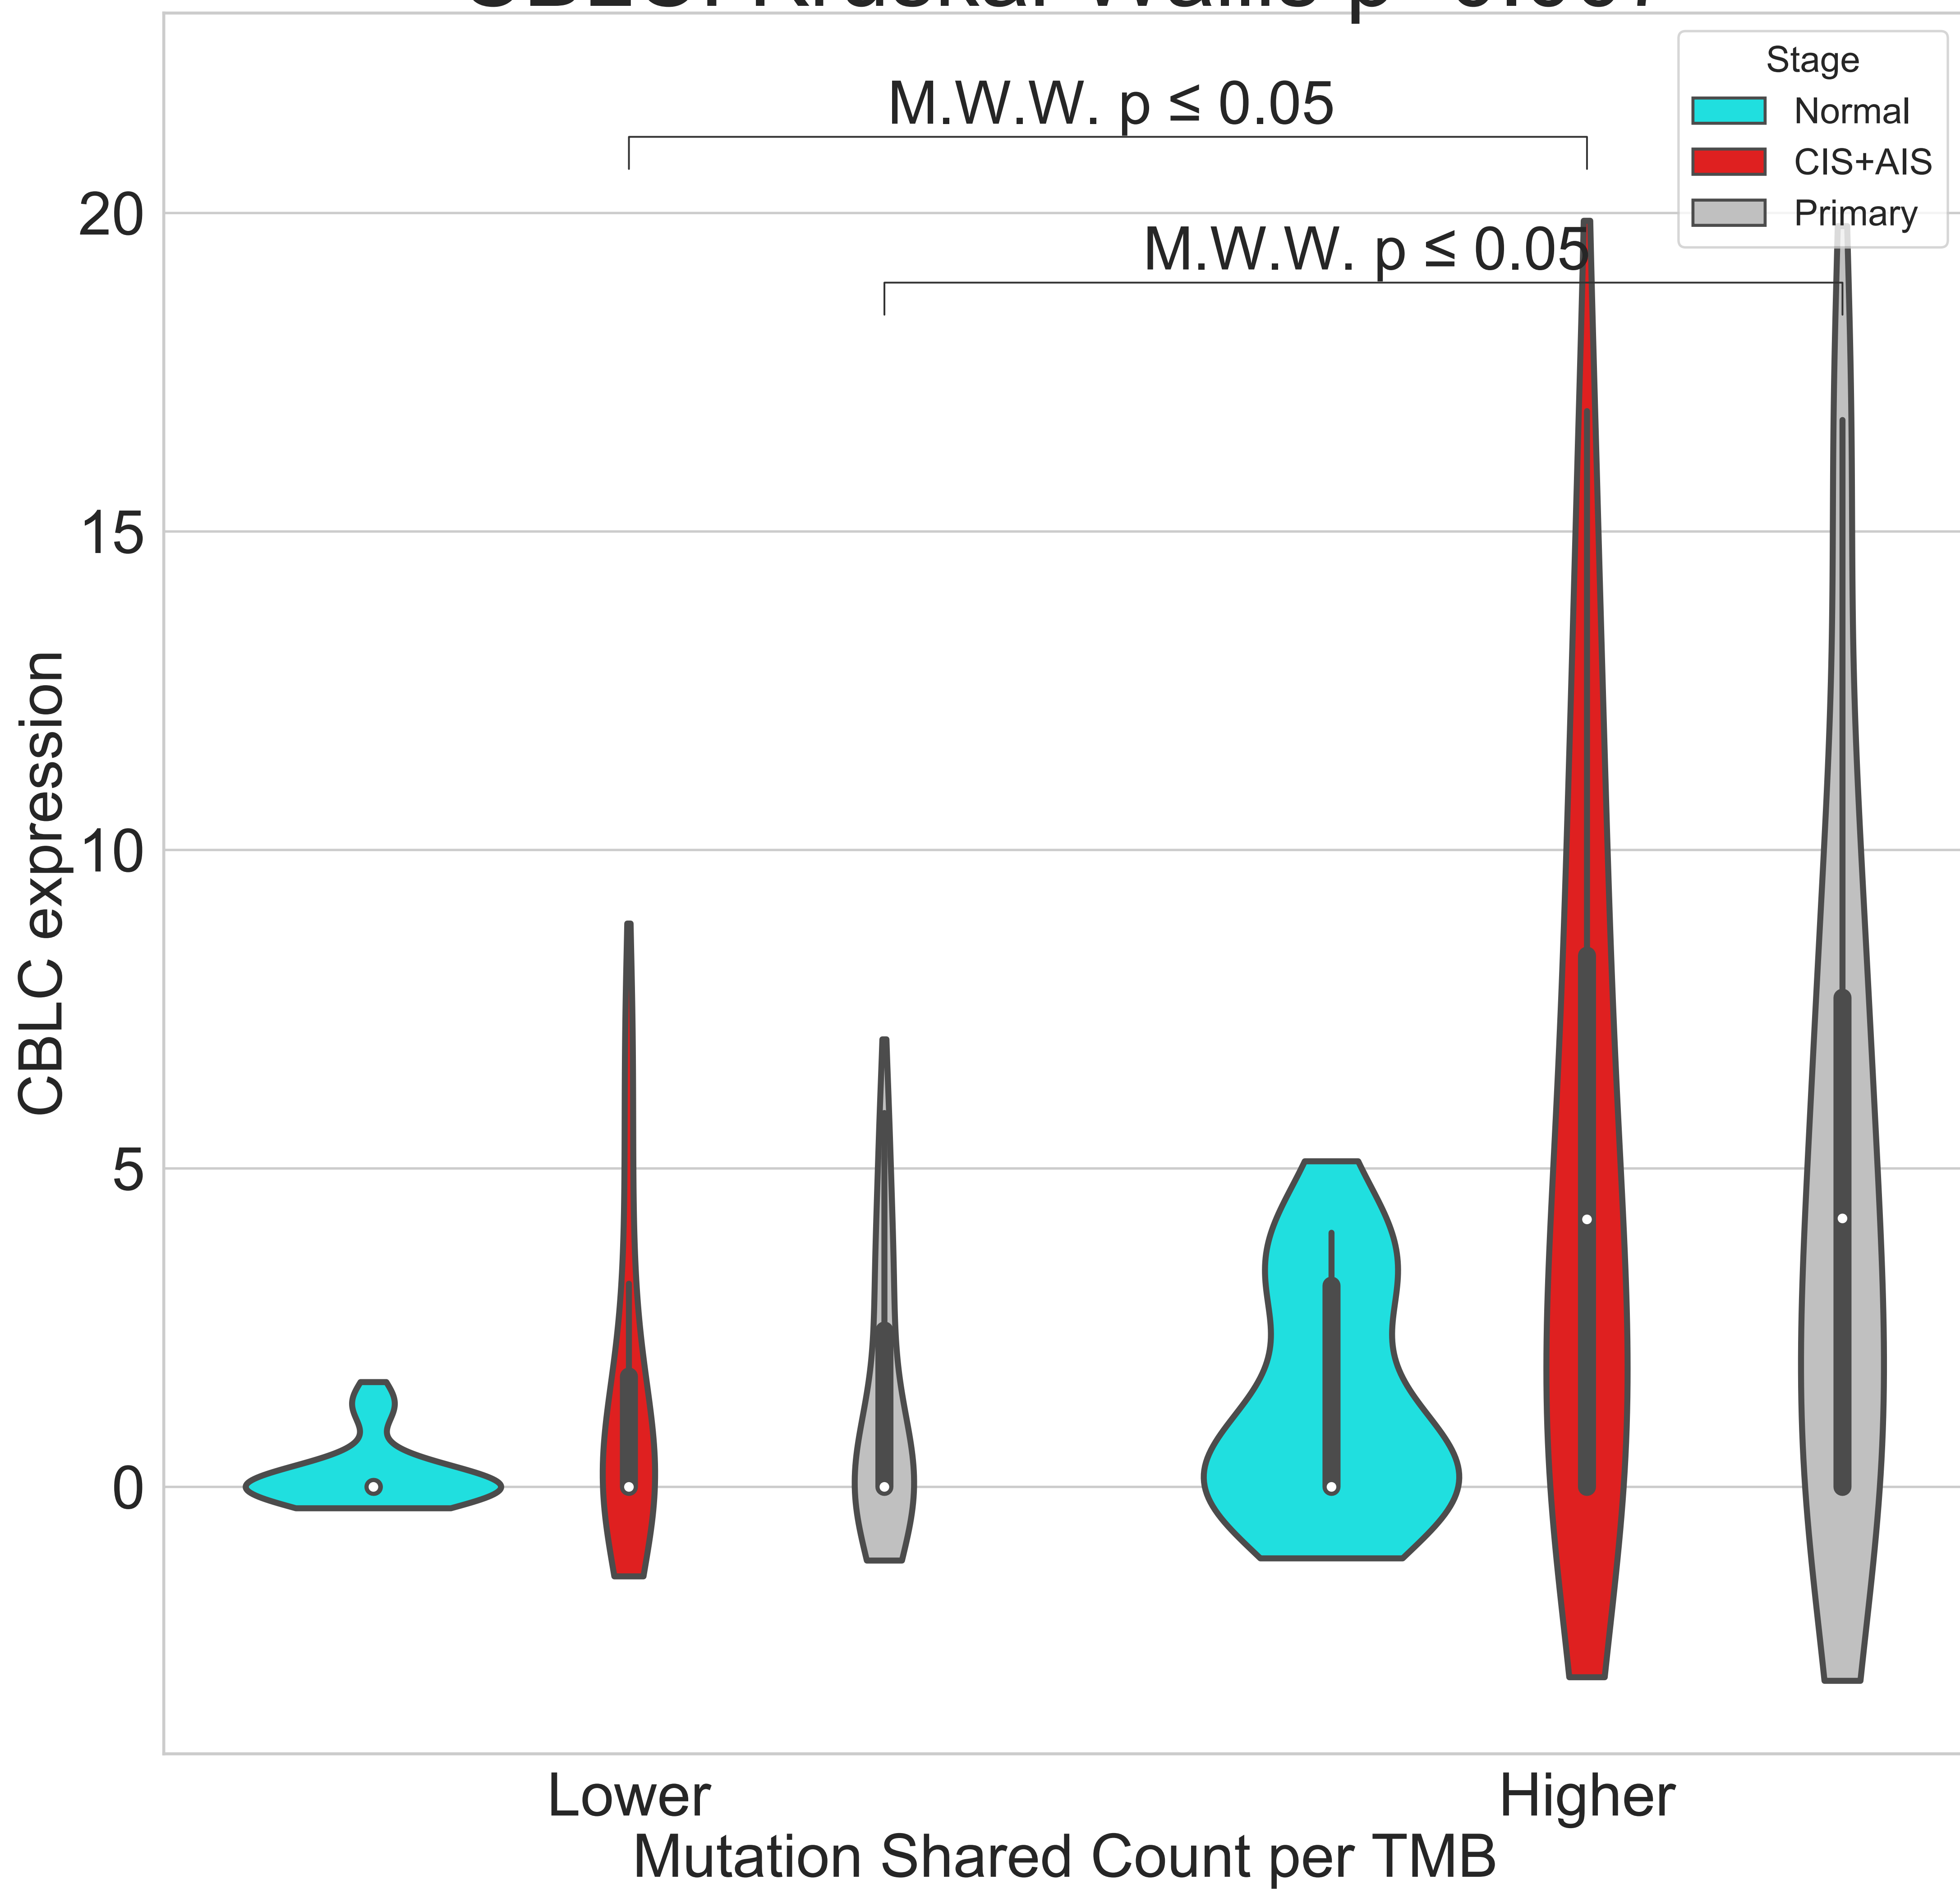 Stage
Normal
CIS+AIS
Primary
M.W.W. p ≤ 0.05
M.W.W. p ≤ 0.05
20
15
10
5
0
CBLC expression
Lower
Higher
Mutation Shared Count per TMB